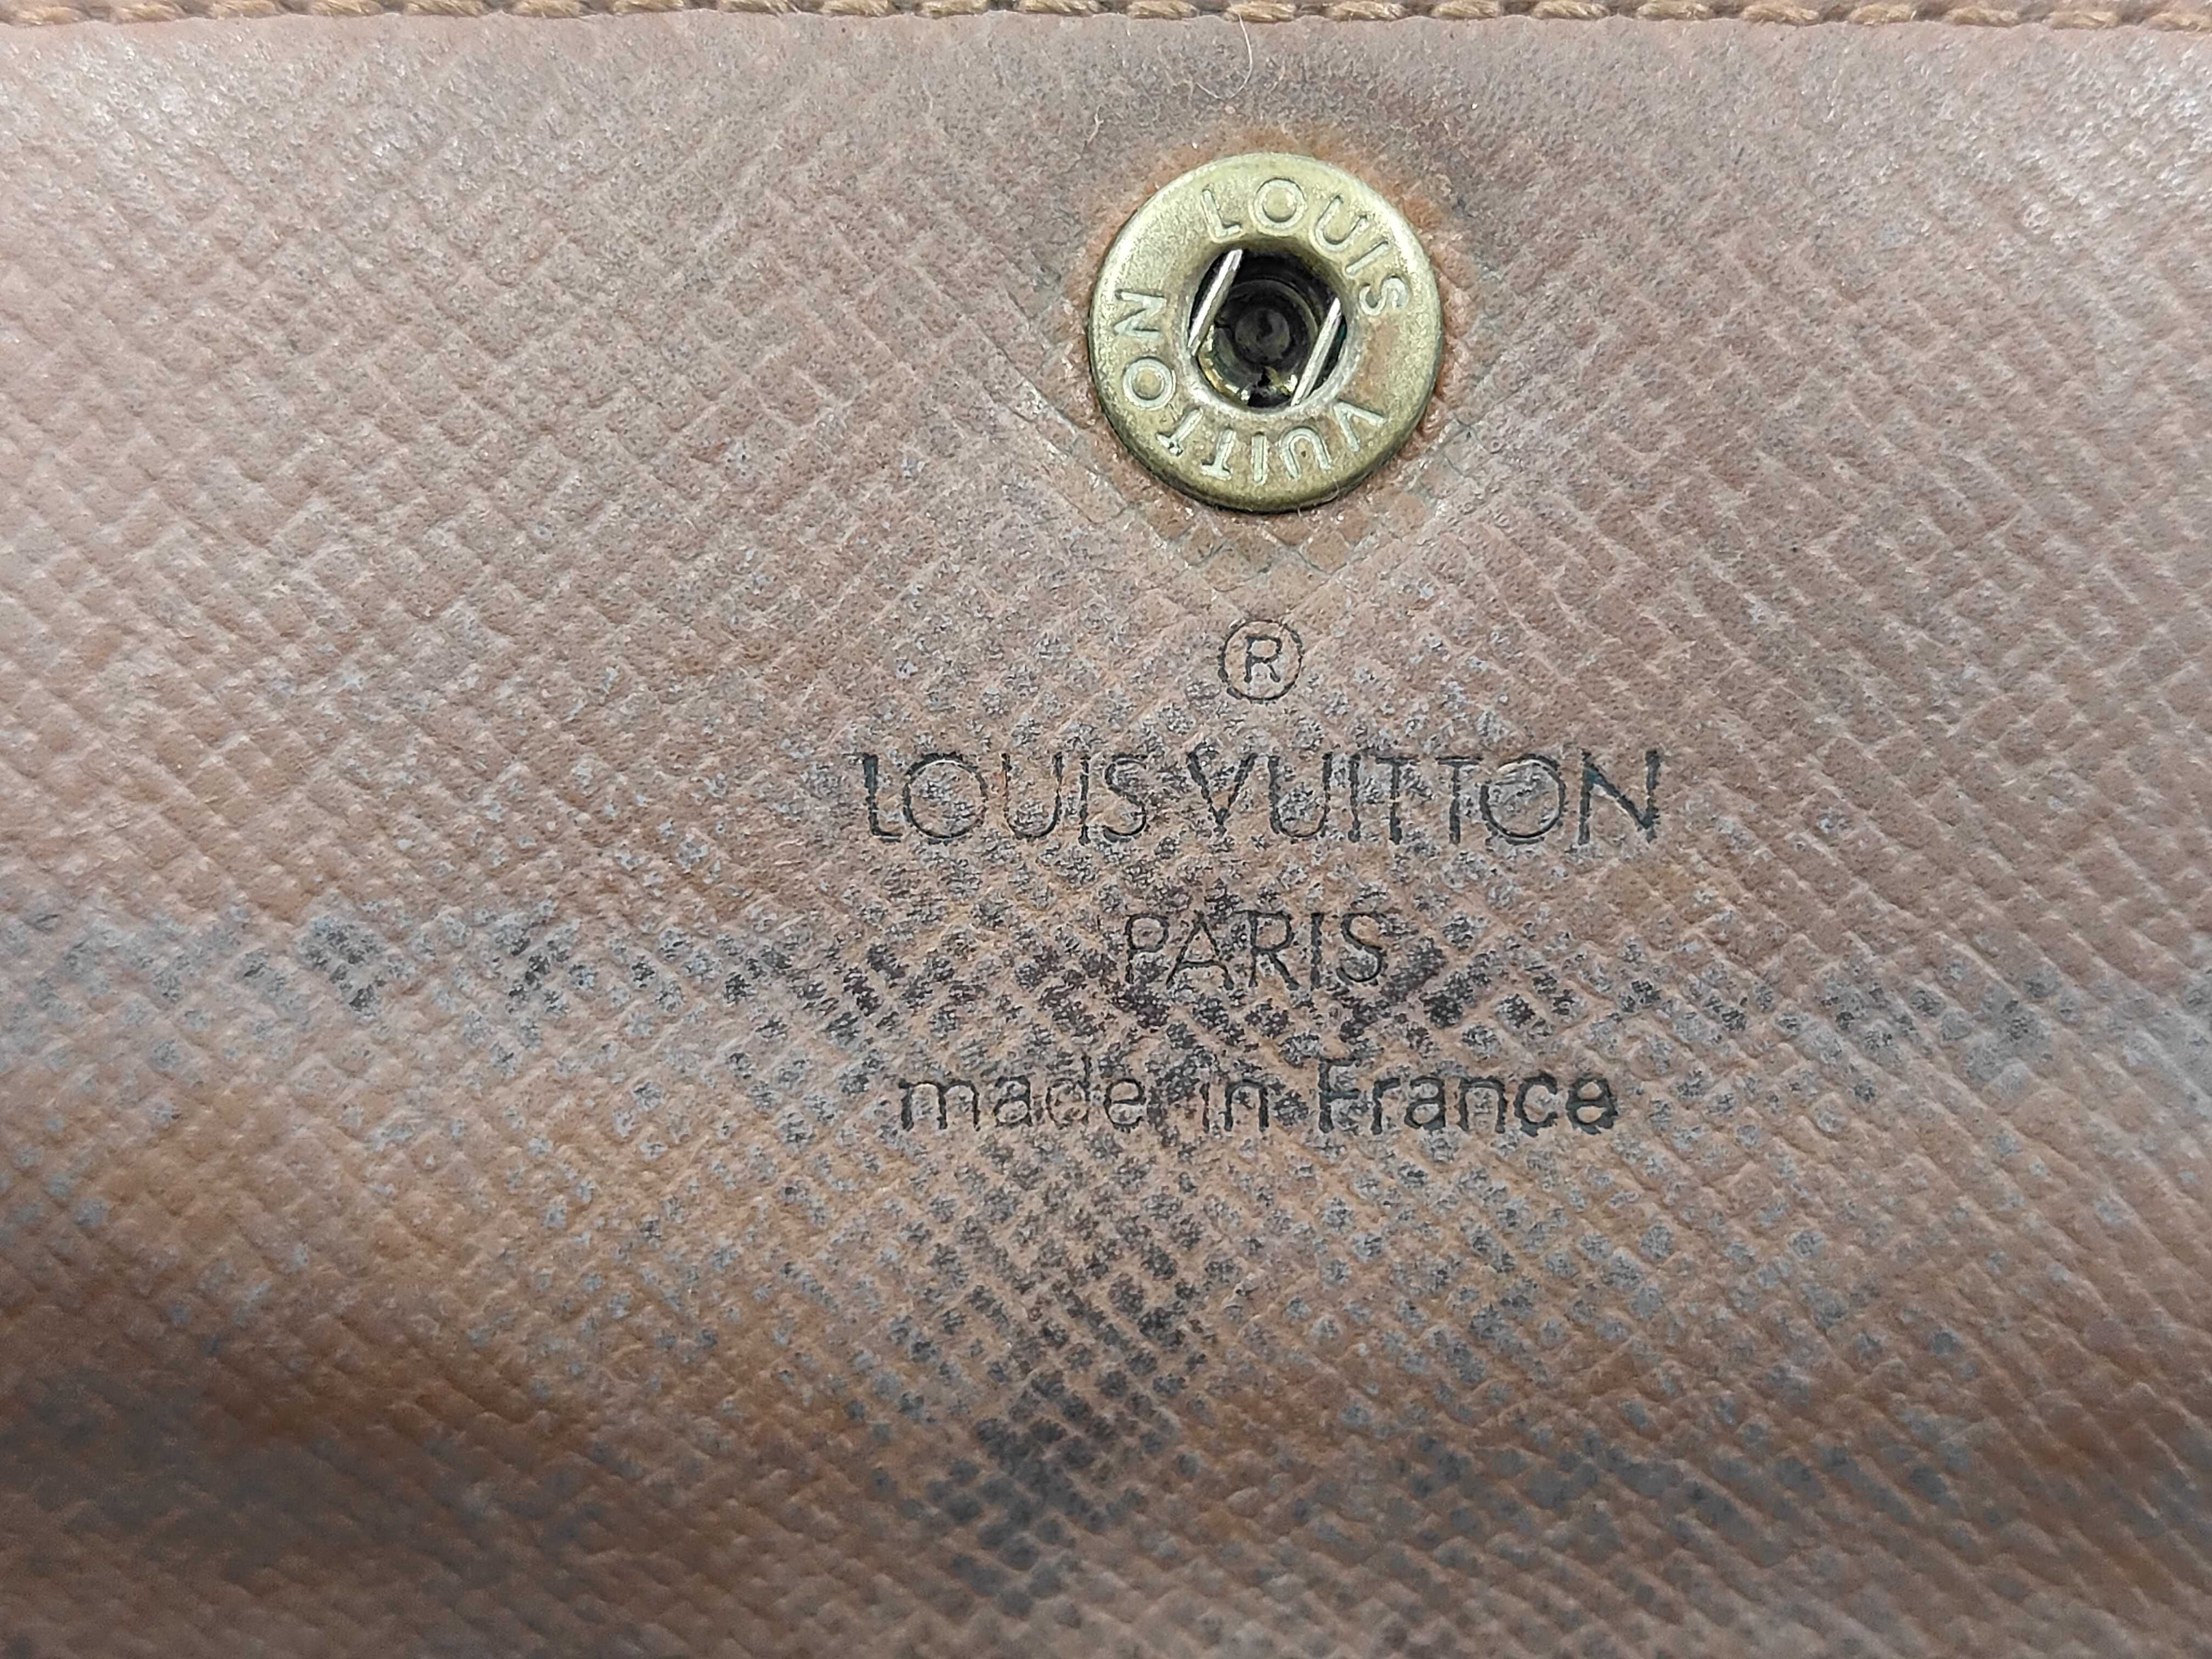 LOUIS VUITTON
®
LOUIS VUITTON
PARIS
made in France